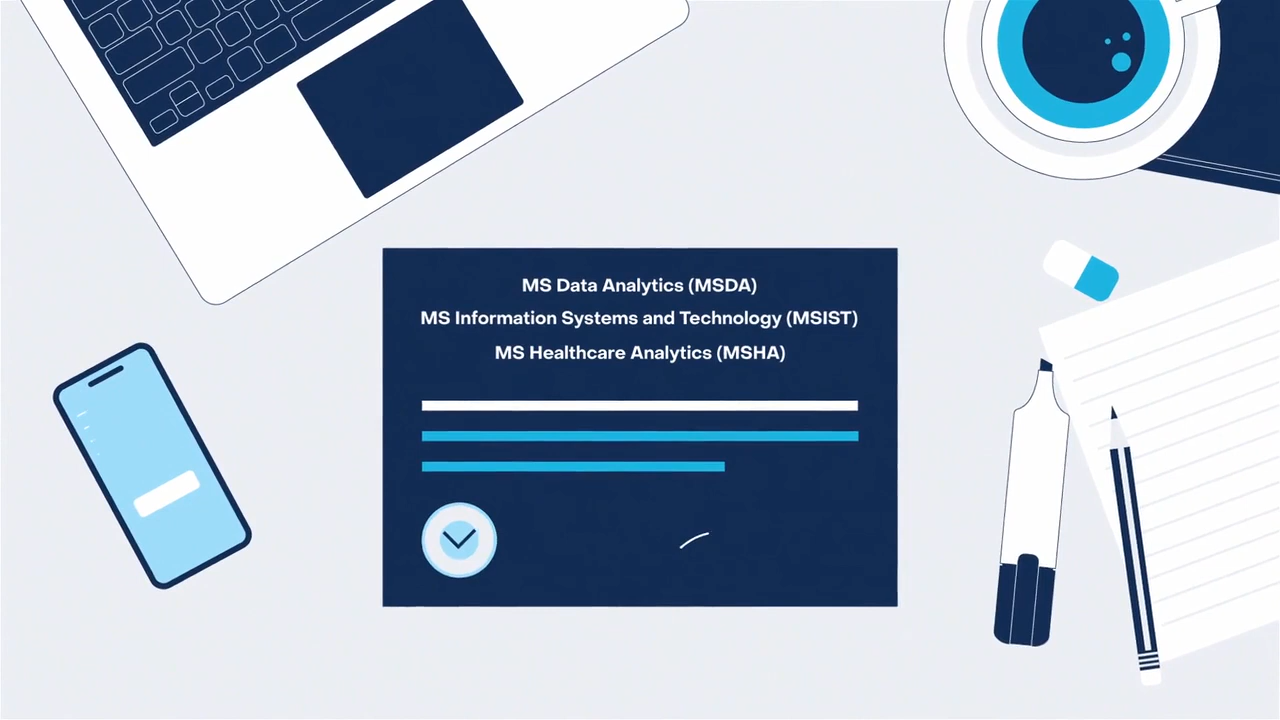 MS Data Analytics (MSDA)
MS Information Systems and Technology (MSIST)
MS Healthcare Analytics (MSHA)